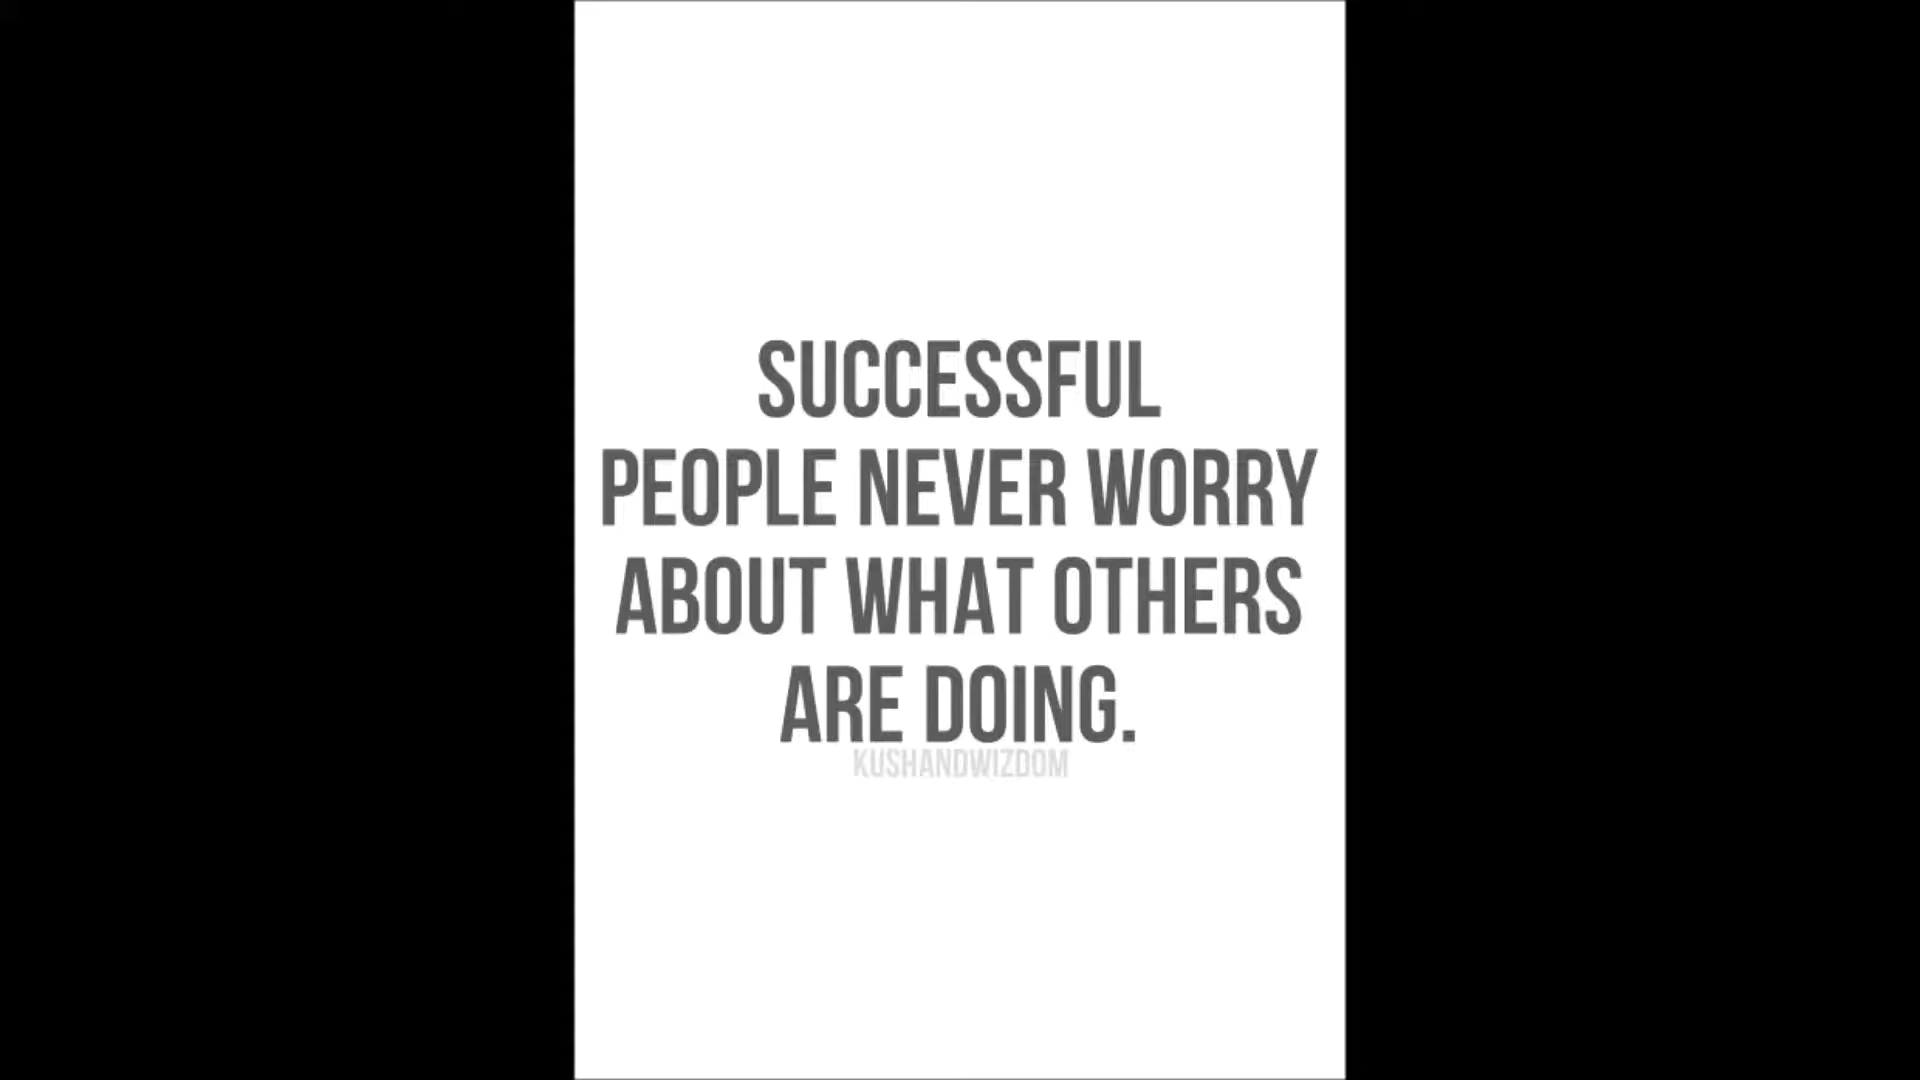 SUCCESSFUL
PEOPLE NEVER WORRY
ABOUT WHAT OTHERS
ARE DOING.
KUSHANDWIZDOM